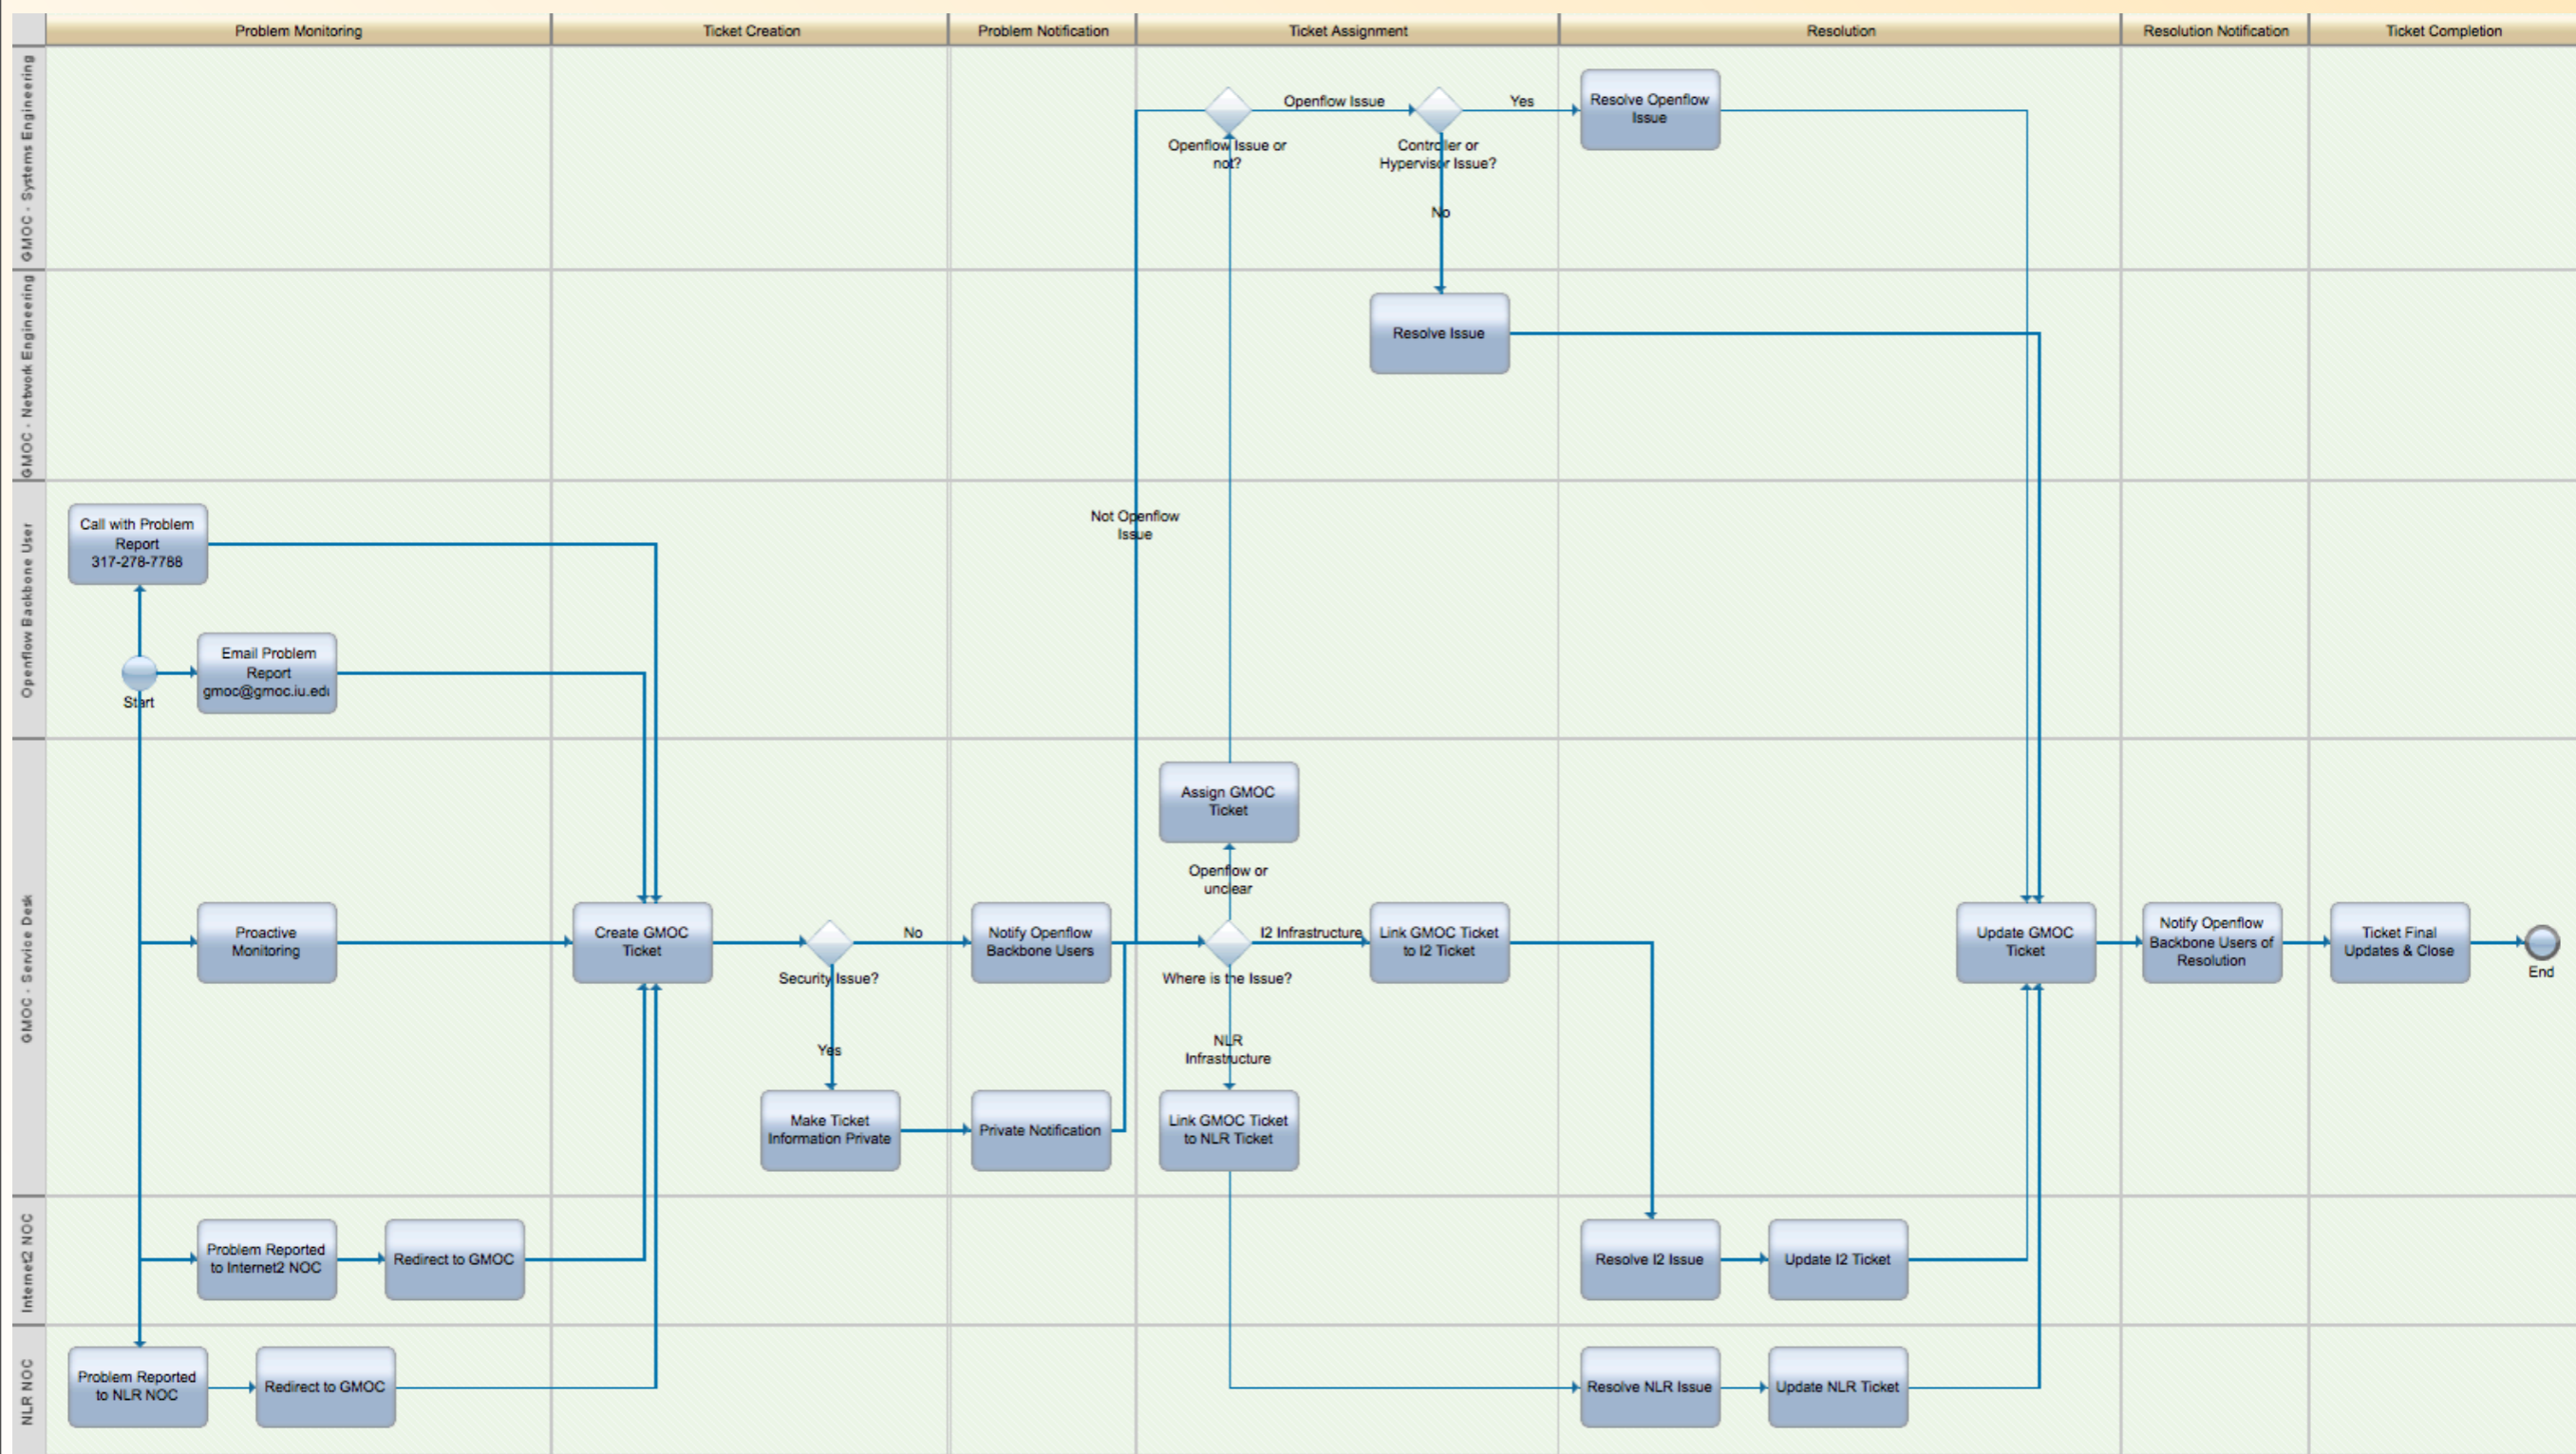 Problem Monitoring
Ticket Creation
Problem Notification
Ticket Assignment
Resolution
Resolution Notification
Ticket Completion
GMOC - Systems Engineering
Openflow Issue or
not?
Openflow Issue
Controller or
Hypervisor Issue?
Yes
No
Resolve Openflow
Issue
GMOC - Network Engineering
Resolve Issue
Openflow Backbone User
Call with Problem
Report
317-278-7788
Start
Email Problem
Report
gmoc@gmoc.iu.edu
Not Openflow
Issue
GMOC - Service Desk
Proactive
Monitoring
Create GMOC
Ticket
Security Issue?
No
Yes
Make Ticket
Information Private
Notify Openflow
Backbone Users
Private Notification
Assign GMOC
Ticket
Openflow or
unclear
Where is the Issue?
I2 Infrastructure
Link GMOC Ticket
to I2 Ticket
NLR
Infrastructure
Link GMOC Ticket
to NLR Ticket
Update GMOC
Ticket
Notify Openflow
Backbone Users of
Resolution
Ticket Final
Updates & Close
End
Internet2 NOC
Problem Reported
to Internet2 NOC
Redirect to GMOC
Resolve I2 Issue
Update I2 Ticket
NLR NOC
Problem Reported
to NLR NOC
Redirect to GMOC
Resolve NLR Issue
Update NLR Ticket